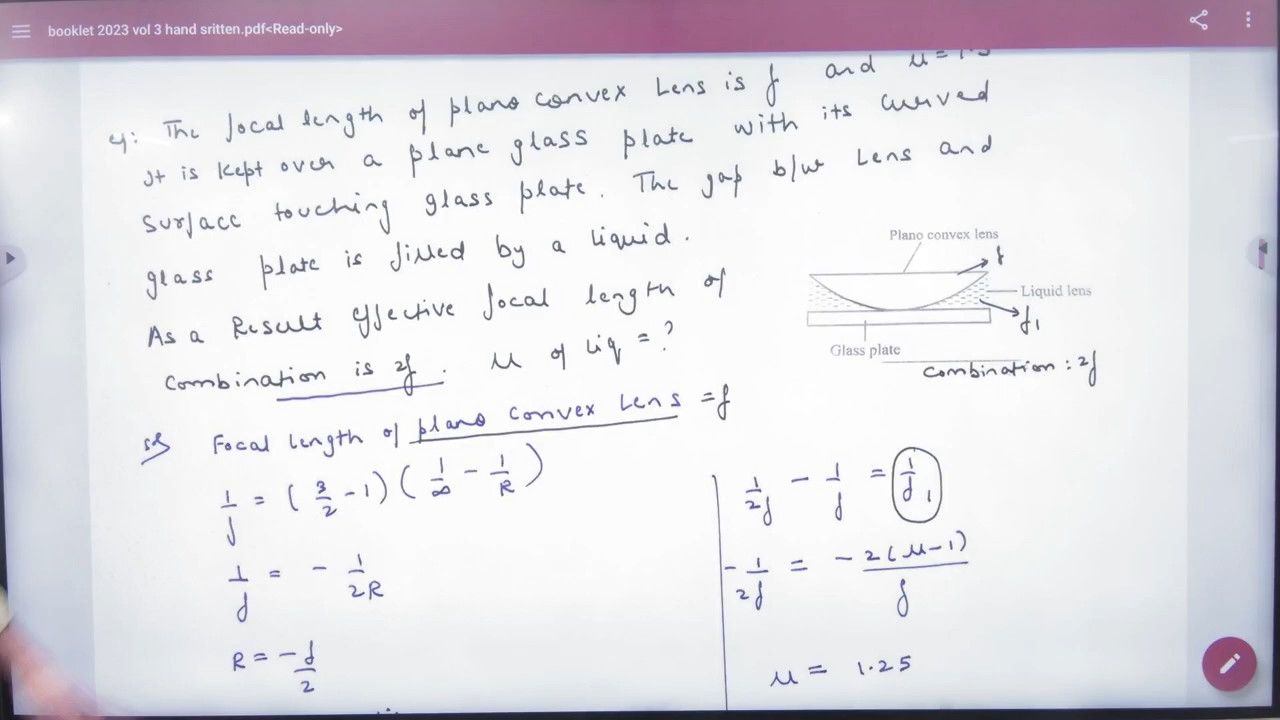 booklet 2023 vol 3 hand sritten.pdf<Read-only>
4: The focal length of plano convex Lens is f and μ = 1.5
It is kept over a plane glass plate with its curved
surface touching glass plate. The gap b/w Lens and
glass plate is filled by a liquid.
As a Result effective focal length of
combination is 2f. μ of liq = ?
Plano convex lens
f
Liquid lens
f1
Glass plate
combination : 2f
Sol Focal length of plano convex Lens = f
1/f = (3/2 - 1) (1/∞ - 1/R)
1/f = - 1/2R
R = - f/2
1/2f - 1/f = 1/f1
- 1/2f = - 2(μ-1)/f
μ = 1.25